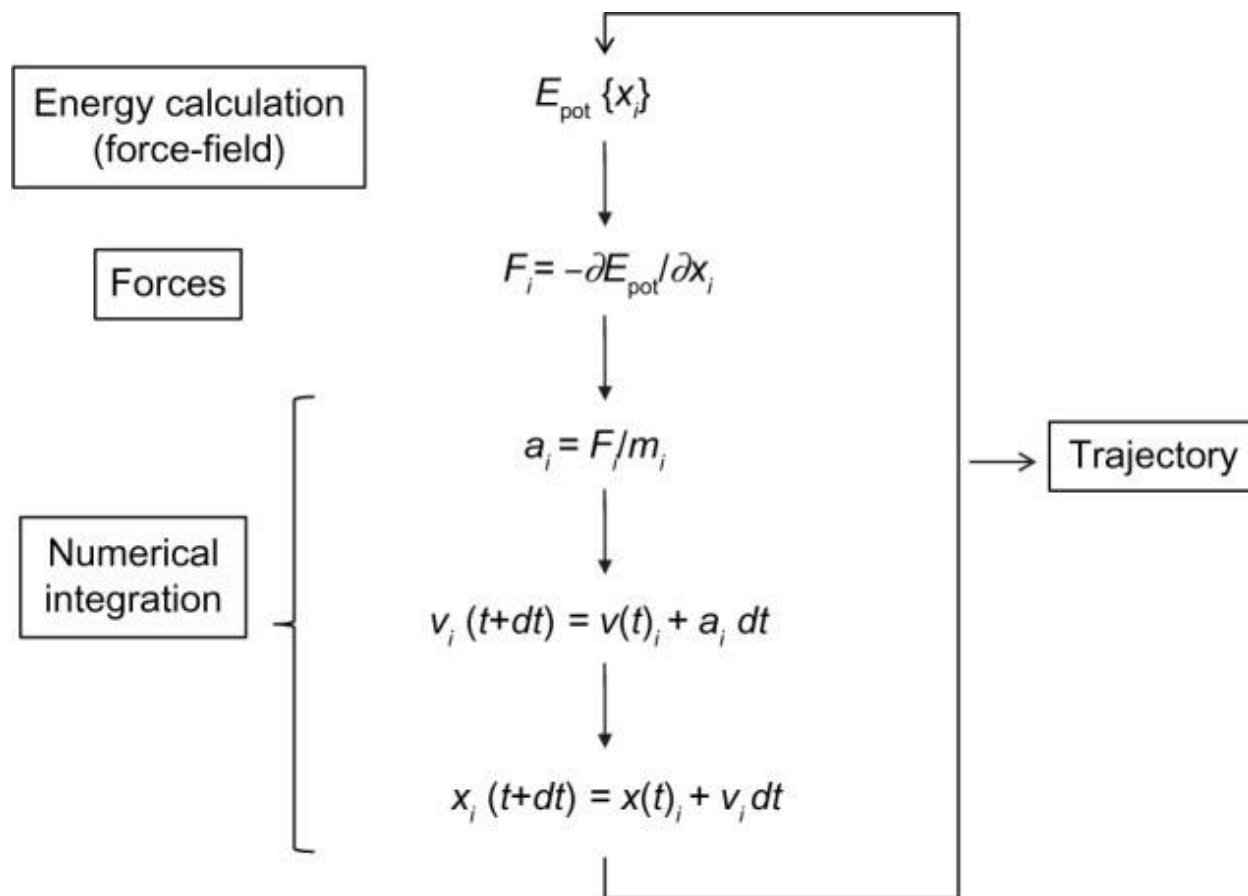 Energy calculation
(force-field)
E_pot {x_i}
Forces
F_i = –∂E_pot/∂x_i
a_i = F_i/m_i
Trajectory
Numerical
integration
v_i (t+dt) = v(t)_i + a_i dt
x_i (t+dt) = x(t)_i + v_i dt